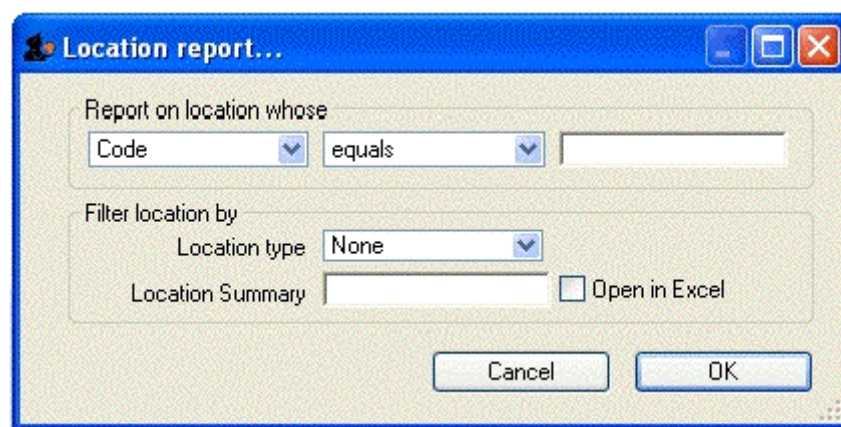 Location report...
Report on location whose
Code equals
Filter location by
Location type None
Location Summary Open in Excel
Cancel OK